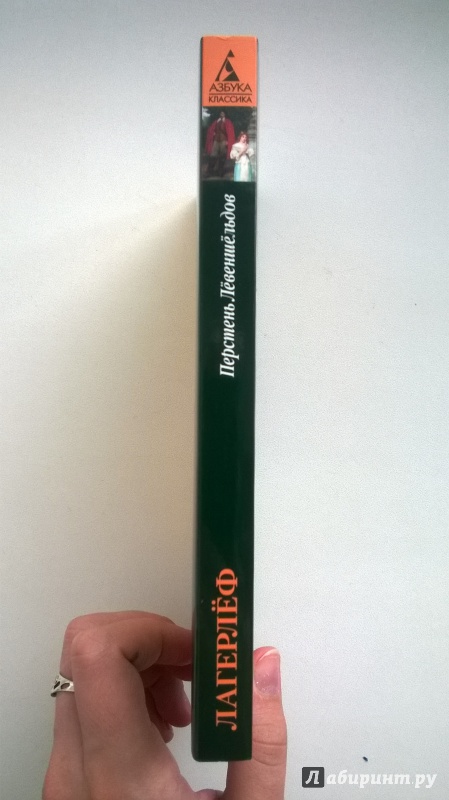 АЗБУКА
КЛАССИКА
Перстень Лёвеншёльдов
ЛАГЕРЛЁФ
Лабиринт.ру